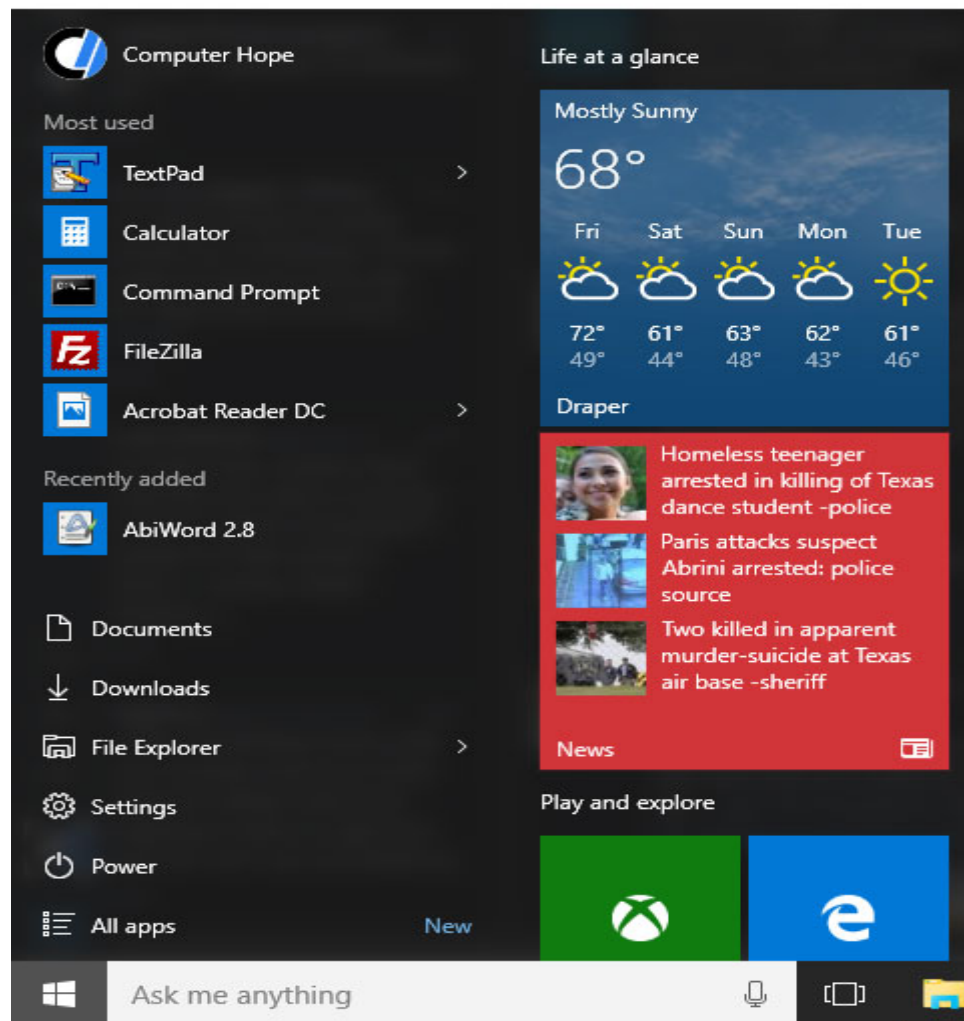 Computer Hope
Most used
TextPad
Calculator
Command Prompt
FileZilla
Acrobat Reader DC
Recently added
AbiWord 2.8
Documents
Downloads
File Explorer
Settings
Power
All apps New
Life at a glance
Mostly Sunny
68°
Fri Sat Sun Mon Tue
72° 61° 63° 62° 61°
49° 44° 48° 43° 46°
Draper
Homeless teenager
arrested in killing of Texas
dance student -police
Paris attacks suspect
Abrini arrested: police
source
Two killed in apparent
murder-suicide at Texas
air base -sheriff
News
Play and explore
Ask me anything